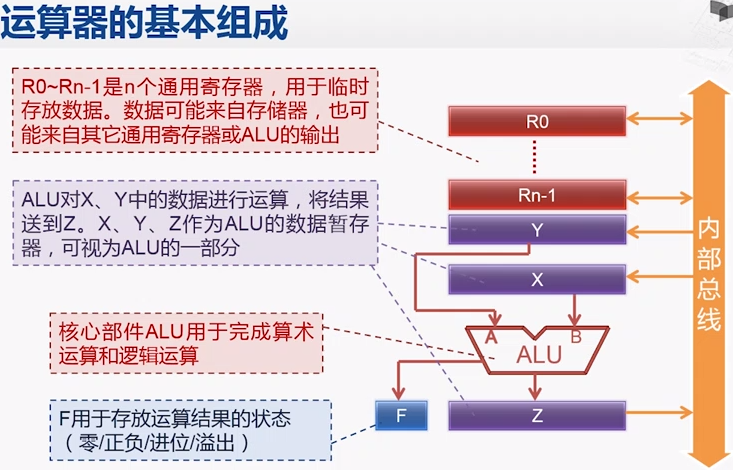 运算器的基本组成
R0~Rn-1是n个通用寄存器，用于临时
存放数据。数据可能来自存储器，也可
能来自其它通用寄存器或ALU的输出
ALU对X、Y中的数据进行运算，将结果
送到Z。X、Y、Z作为ALU的数据暂存
器，可视为ALU的一部分
核心部件ALU用于完成算术
运算和逻辑运算
F用于存放运算结果的状态
（零/正负/进位/溢出）
R0
Rn-1
Y
X
A
B
ALU
F
Z
内部总线